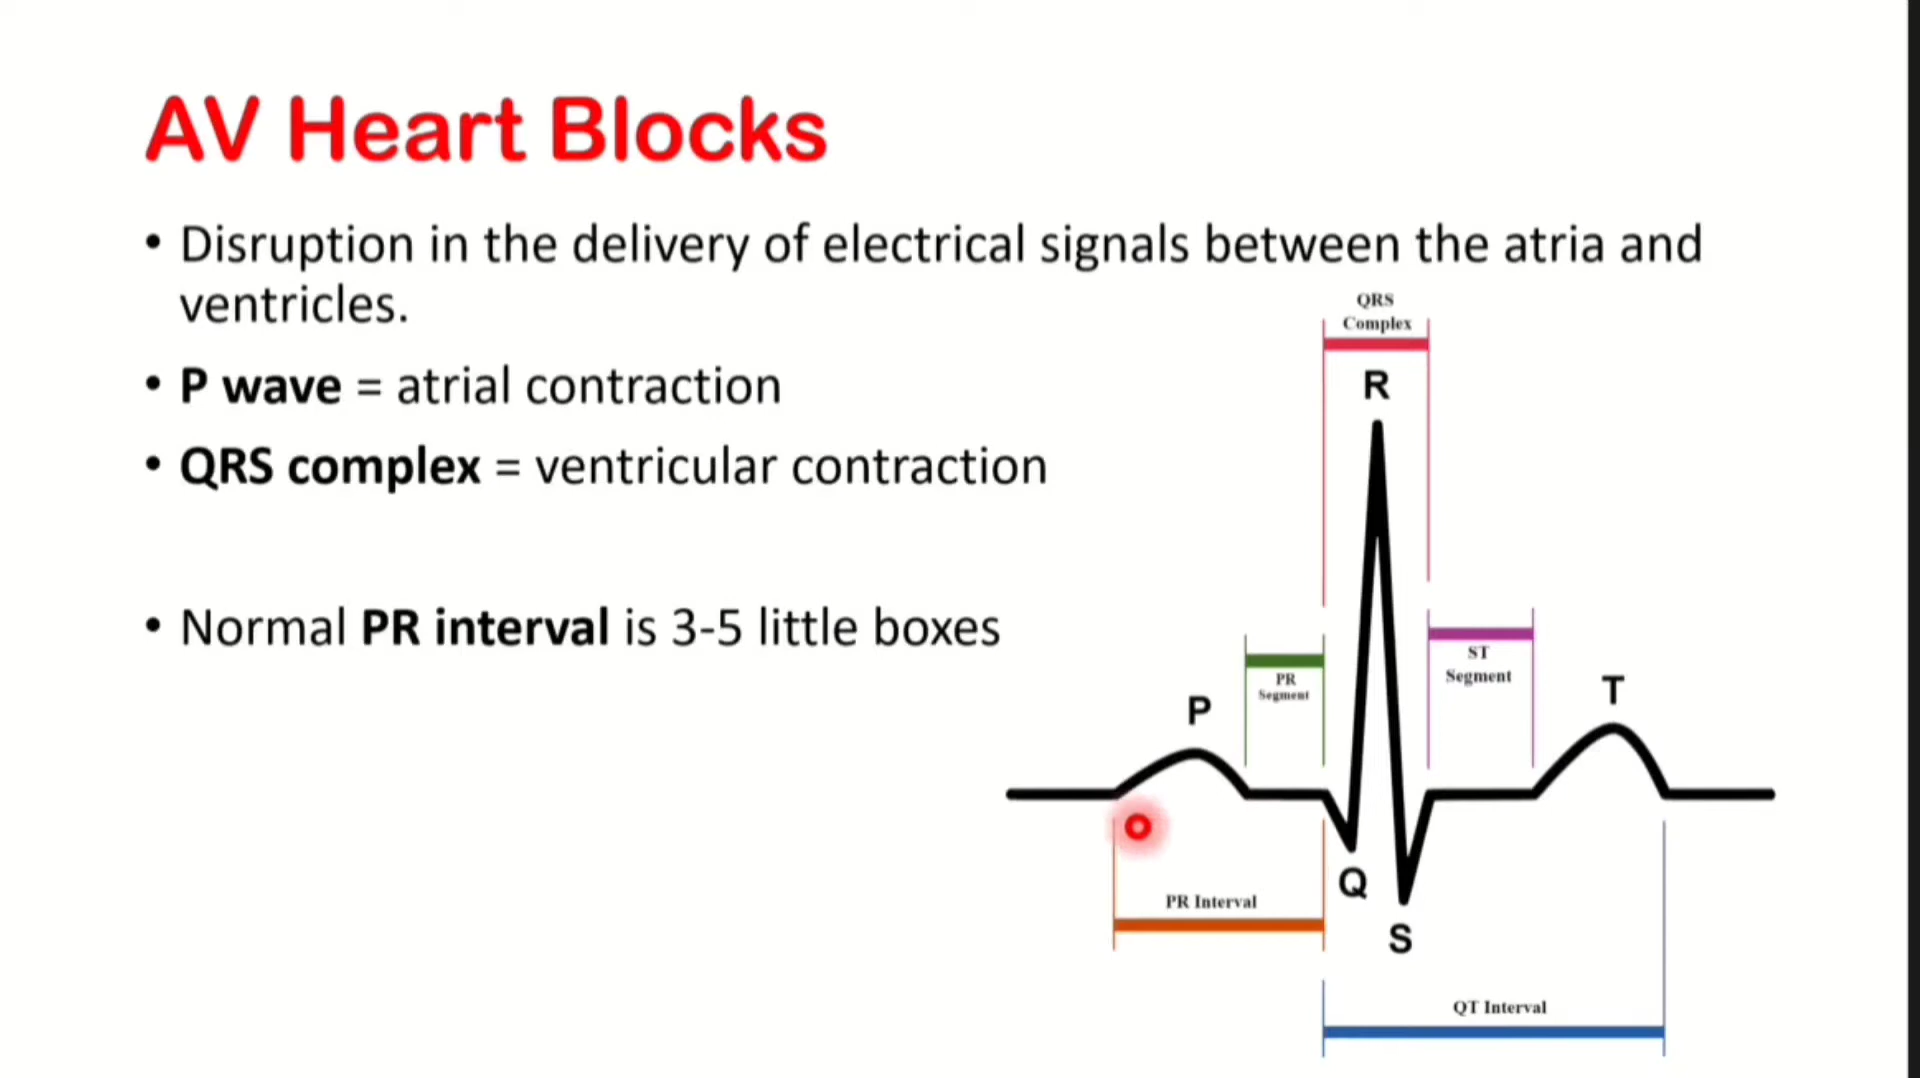 AV Heart Blocks
• Disruption in the delivery of electrical signals between the atria and
ventricles.
• P wave = atrial contraction
• QRS complex = ventricular contraction
• Normal PR interval is 3-5 little boxes
QRS
Complex
R
PR
Segment
ST
Segment
P
T
Q
S
PR Interval
QT Interval